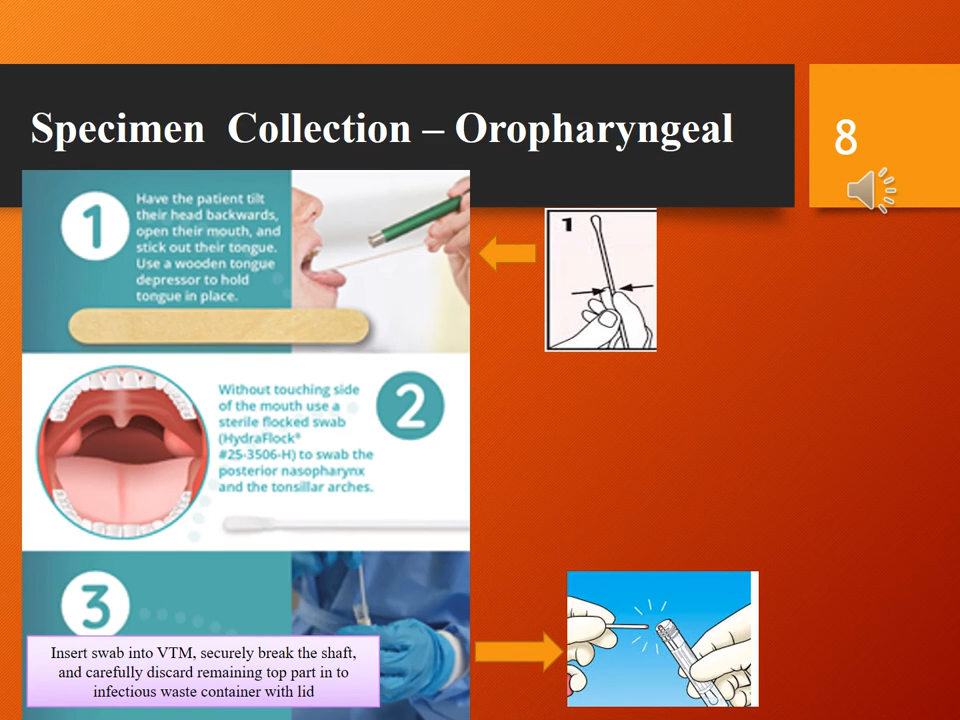 Specimen  Collection – Oropharyngeal
8
1
Have the patient tilt
their head backwards,
open their mouth, and
stick out their tongue.
Use a wooden tongue
depressor to hold
tongue in place.
1
Without touching side
of the mouth use a
sterile flocked swab
(HydraFlock®
#25-3506-H) to swab the
posterior nasopharynx
and the tonsillar arches.
2
3
Insert swab into VTM, securely break the shaft,
and carefully discard remaining top part in to
infectious waste container with lid